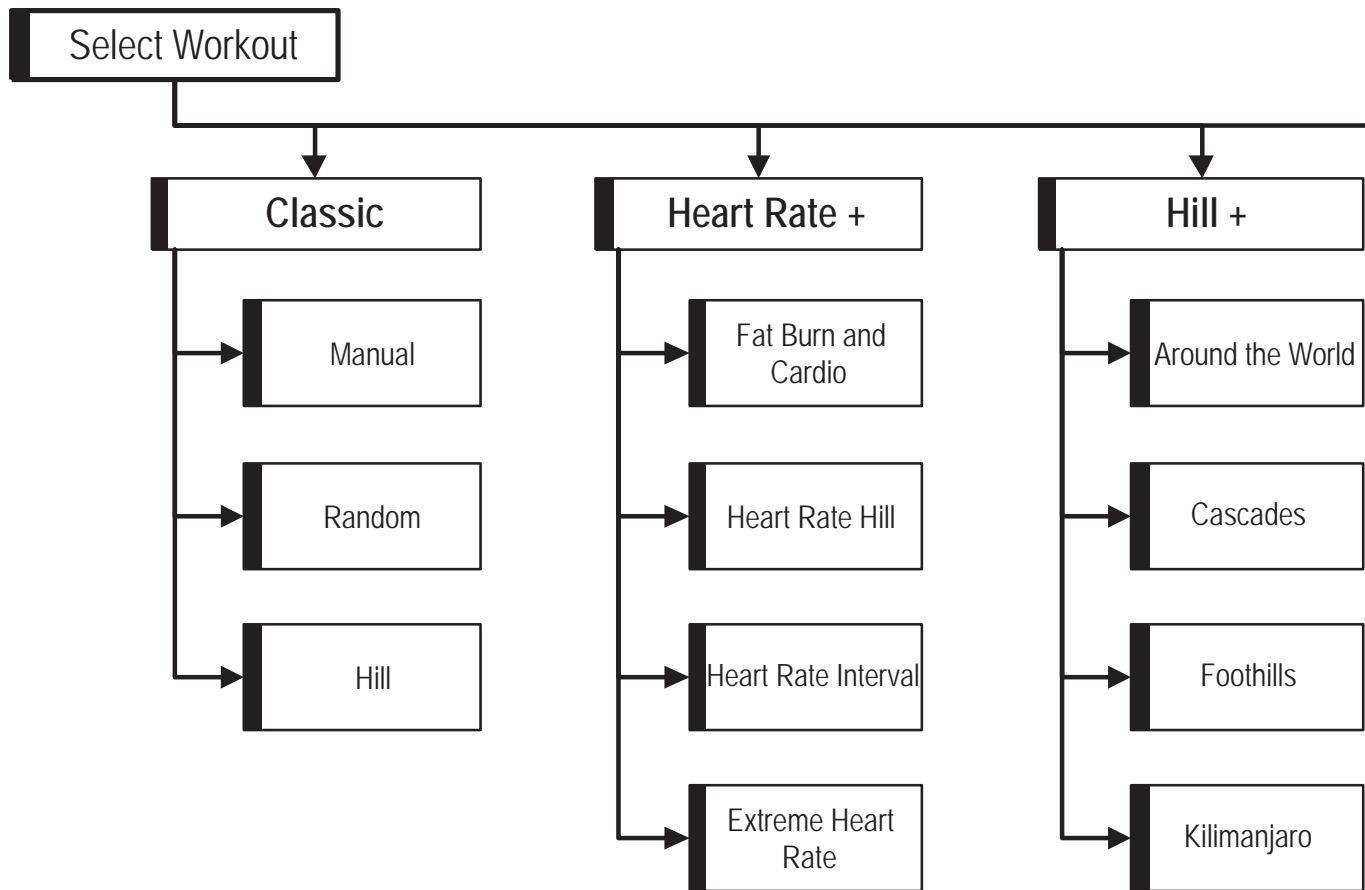 Select Workout
Classic
Heart Rate +
Hill +
Manual
Fat Burn and
Cardio
Around the World
Random
Heart Rate Hill
Cascades
Hill
Heart Rate Interval
Foothills
Extreme Heart
Rate
Kilimanjaro